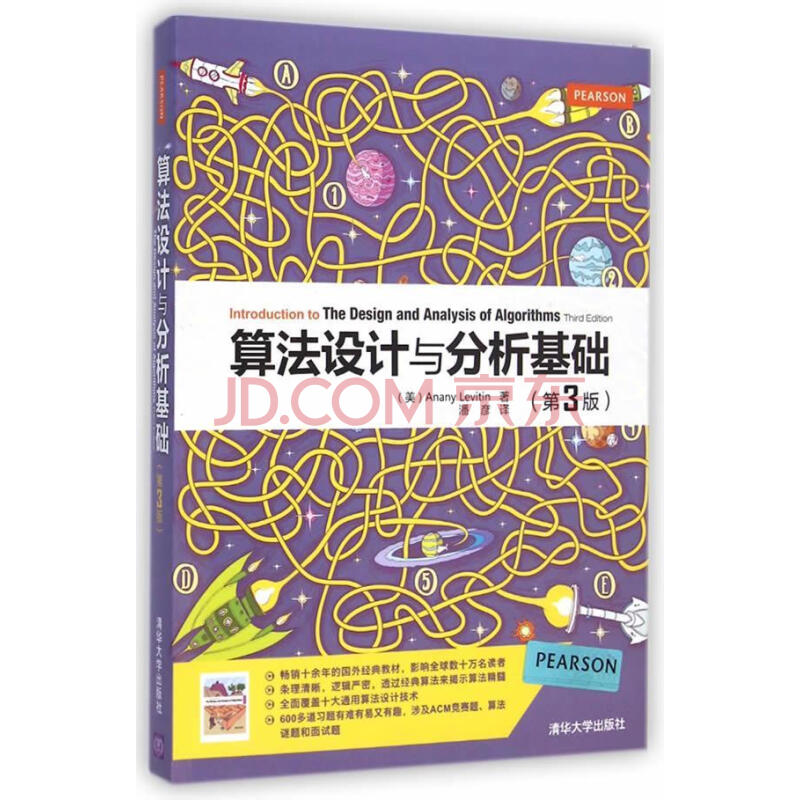 PEARSON
A
B
1
2
Introduction to The Design and Analysis of Algorithms Third Edition
算法设计与分析基础
(美) Anany Levitin 著
潘彦 译
(第3版)
JD.COM 京东
D
5
E
PEARSON
畅销十余年的国外经典教材,影响全球数十万名读者
条理清晰,逻辑严密,透过经典算法来揭示算法精髓
全面覆盖十大通用算法设计技术
600多道习题有难有易又有趣,涉及ACM竞赛题、算法
谜题和面试题
清华大学出版社
PEARSON
算法设计与分析基础
(第3版)
清华大学出版社